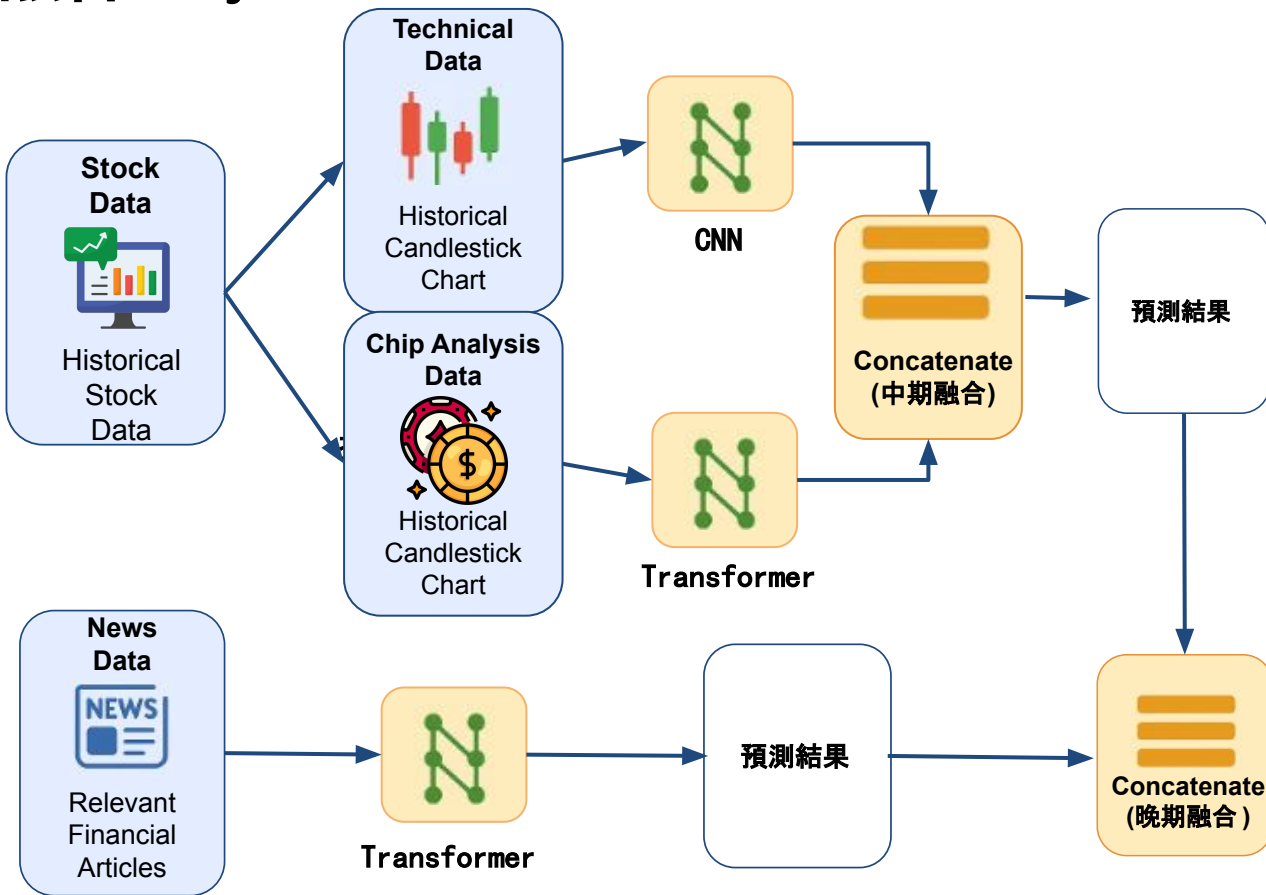 Stock
Data
Historical
Stock
Data
Technical
Data
Historical
Candlestick
Chart
Chip Analysis
Data
$
Historical
Candlestick
Chart
CNN
Transformer
Concatenate
(中期融合)
預測結果
News
Data
NEWS
Relevant
Financial
Articles
Transformer
預測結果
Concatenate
(晚期融合)